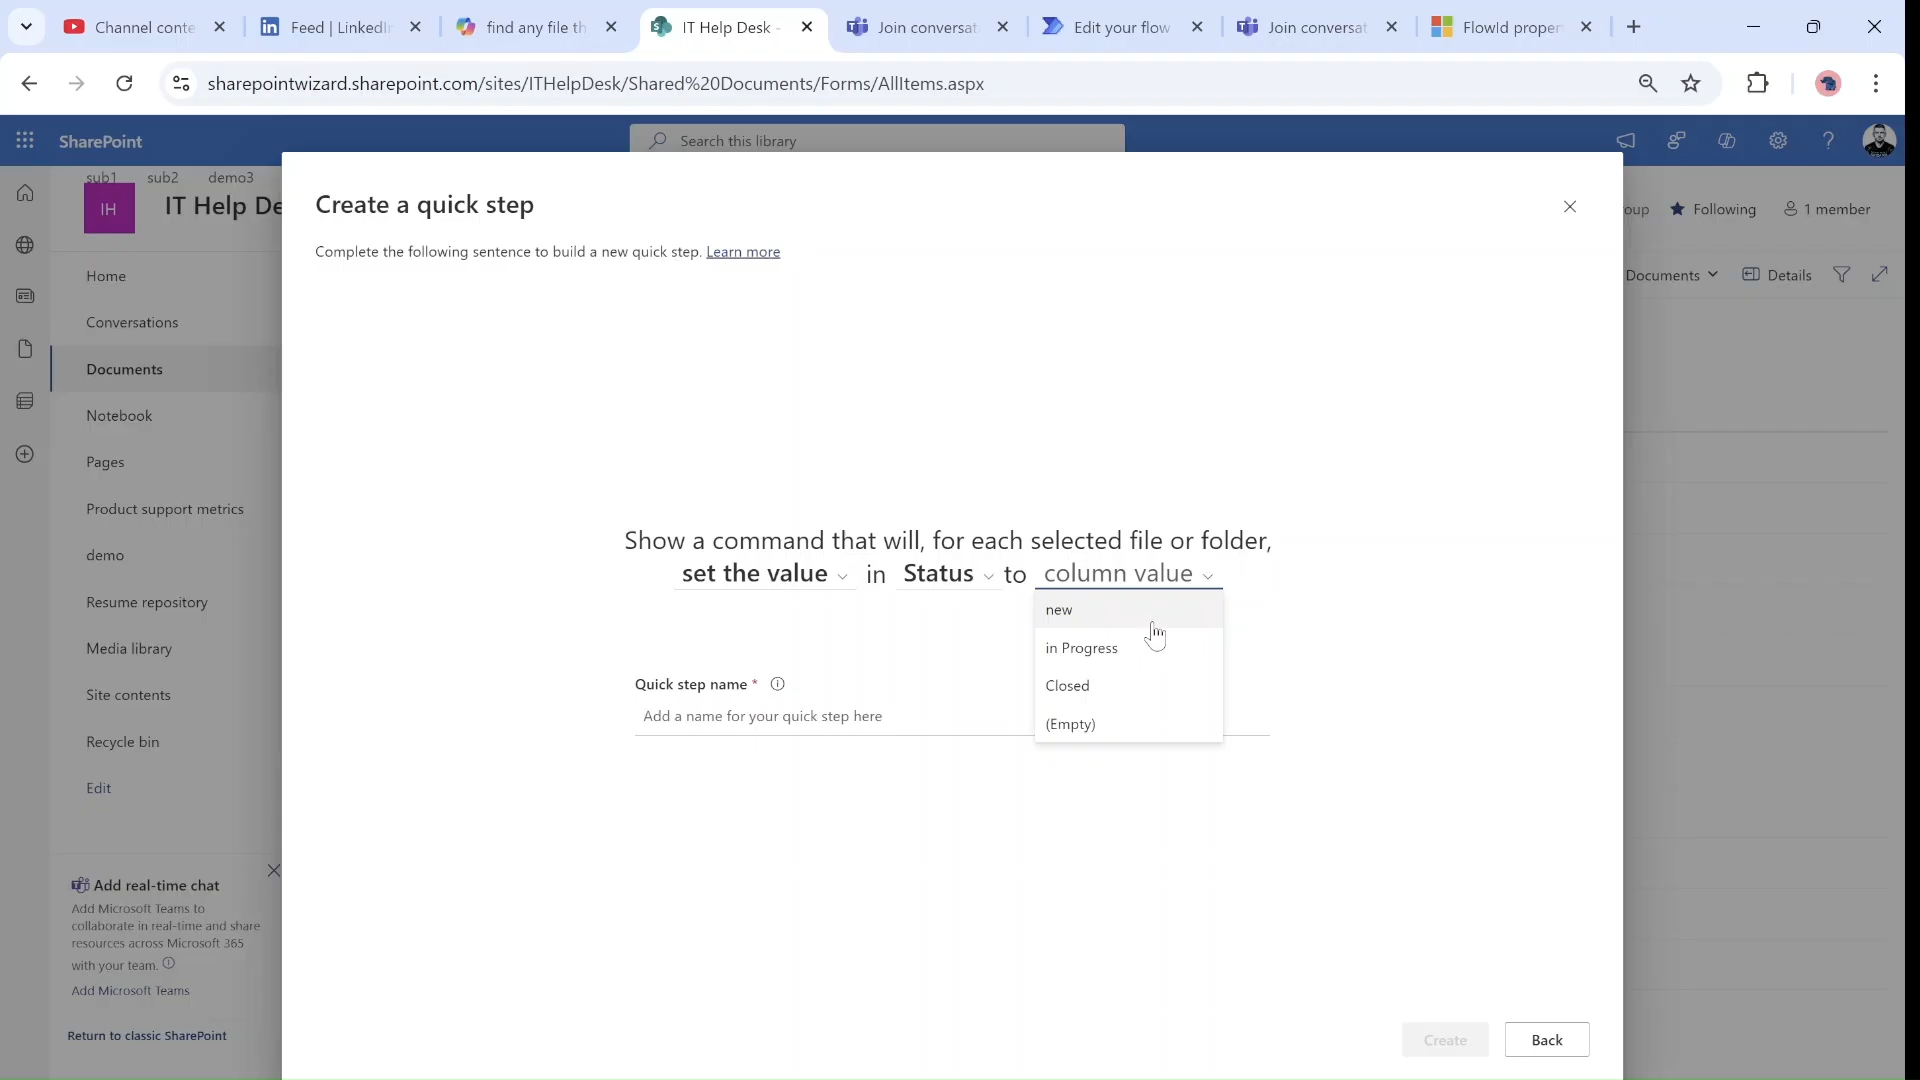 Channel conte
Feed | LinkedIn
find any file th
IT Help Desk -
Join conversat
Edit your flow
Join conversat
FlowId proper
sharepointwizard.sharepoint.com/sites/ITHelpDesk/Shared%20Documents/Forms/AllItems.aspx
SharePoint
Search this library
sub1
sub2
demo3
IH
IT Help De
oup
Following
1 member
Create a quick step
Complete the following sentence to build a new quick step. Learn more
Documents
Details
Home
Conversations
Documents
Notebook
Pages
Product support metrics
demo
Resume repository
Media library
Site contents
Recycle bin
Edit
Show a command that will, for each selected file or folder,
set the value in Status to column value
new
in Progress
Closed
(Empty)
Quick step name *
Add a name for your quick step here
Add real-time chat
Add Microsoft Teams to
collaborate in real-time and share
resources across Microsoft 365
with your team.
Add Microsoft Teams
Return to classic SharePoint
Create
Back